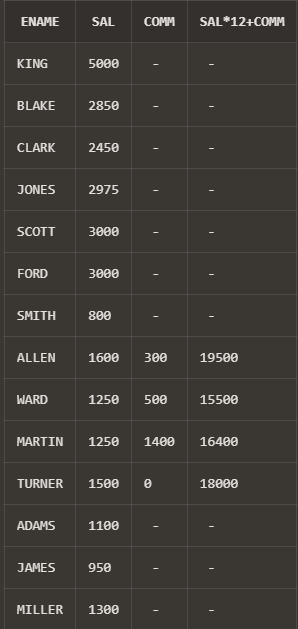 ENAME SAL COMM SAL*12+COMM
KING 5000 - -
BLAKE 2850 - -
CLARK 2450 - -
JONES 2975 - -
SCOTT 3000 - -
FORD 3000 - -
SMITH 800 - -
ALLEN 1600 300 19500
WARD 1250 500 15500
MARTIN 1250 1400 16400
TURNER 1500 0 18000
ADAMS 1100 - -
JAMES 950 - -
MILLER 1300 - -